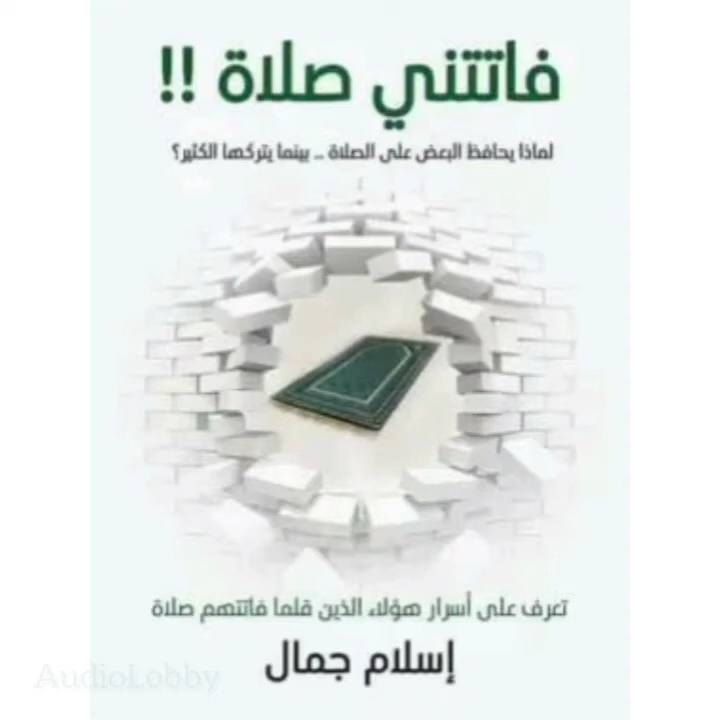 فاتتني صلاة !!
لماذا يحافظ البعض على الصلاة .. بينما يتركها الكثير؟
تعرف على أسرار هؤلاء الذين قلما فاتتهم صلاة
إسلام جمال
AudioLobby